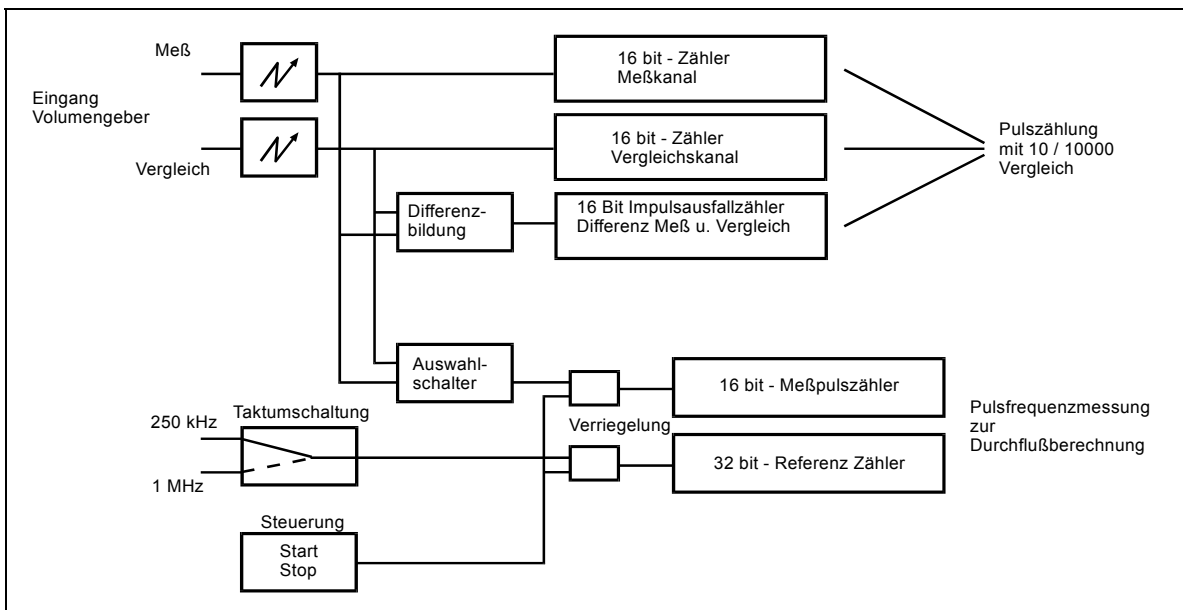 Meß
Eingang
Volumengeber
Vergleich
16 bit - Zähler
Meßkanal
16 bit - Zähler
Vergleichskanal
Differenz-
bildung
16 Bit Impulsausfallzähler
Differenz Meß u. Vergleich
Pulszählung
mit 10 / 10000
Vergleich
Auswahl-
schalter
16 bit - Meßpulszähler
Taktumschaltung
250 kHz
1 MHz
Verriegelung
32 bit - Referenz Zähler
Pulsfrequenzmessung
zur
Durchflußberechnung
Steuerung
Start
Stop